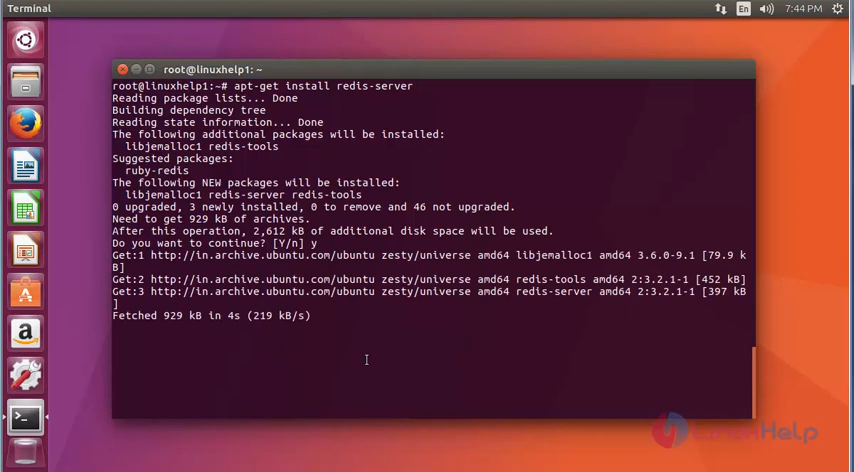 Terminal
En
7:44 PM
root@linuxhelp1: ~
root@linuxhelp1:~# apt-get install redis-server
Reading package lists... Done
Building dependency tree
Reading state information... Done
The following additional packages will be installed:
  libjemalloc1 redis-tools
Suggested packages:
  ruby-redis
The following NEW packages will be installed:
  libjemalloc1 redis-server redis-tools
0 upgraded, 3 newly installed, 0 to remove and 46 not upgraded.
Need to get 929 kB of archives.
After this operation, 2,612 kB of additional disk space will be used.
Do you want to continue? [Y/n] y
Get:1 http://in.archive.ubuntu.com/ubuntu zesty/universe amd64 libjemalloc1 amd64 3.6.0-9.1 [79.9 k
B]
Get:2 http://in.archive.ubuntu.com/ubuntu zesty/universe amd64 redis-tools amd64 2:3.2.1-1 [452 kB]
Get:3 http://in.archive.ubuntu.com/ubuntu zesty/universe amd64 redis-server amd64 2:3.2.1-1 [397 kB
]
Fetched 929 kB in 4s (219 kB/s)
LinuxHelp